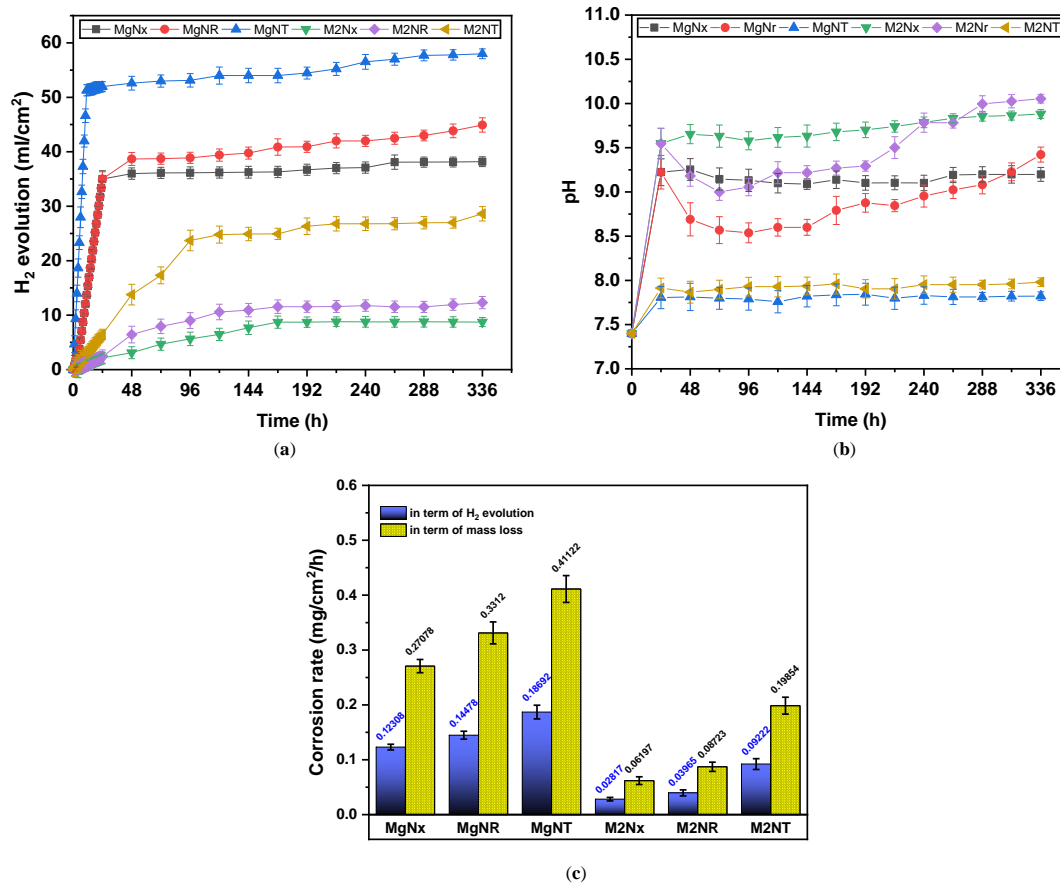 MgNx MgNR MgNT M2Nx M2NR M2NT
H2 evolution (ml/cm2)
60
50
40
30
20
10
0
48 96 144 192 240 288 336
Time (h)
(a)
MgNx MgNr MgNT M2Nx M2Nr M2NT
pH
11.0
10.0
9.5
9.0
8.5
8.0
7.5
7.0
0 48 96 144 192 240 288 336
Time (h)
(b)
in term of H2 evolution
in term of mass loss
Corrosion rate (mg/cm2/h)
0.6
0.5
0.4
0.3
0.2
0.1
0.0
0.12308 0.27078 0.14478 0.3312 0.18692 0.41122 0.02817 0.06197 0.03965 0.08723 0.09222 0.19854
MgNx MgNR MgNT M2Nx M2NR M2NT
(c)